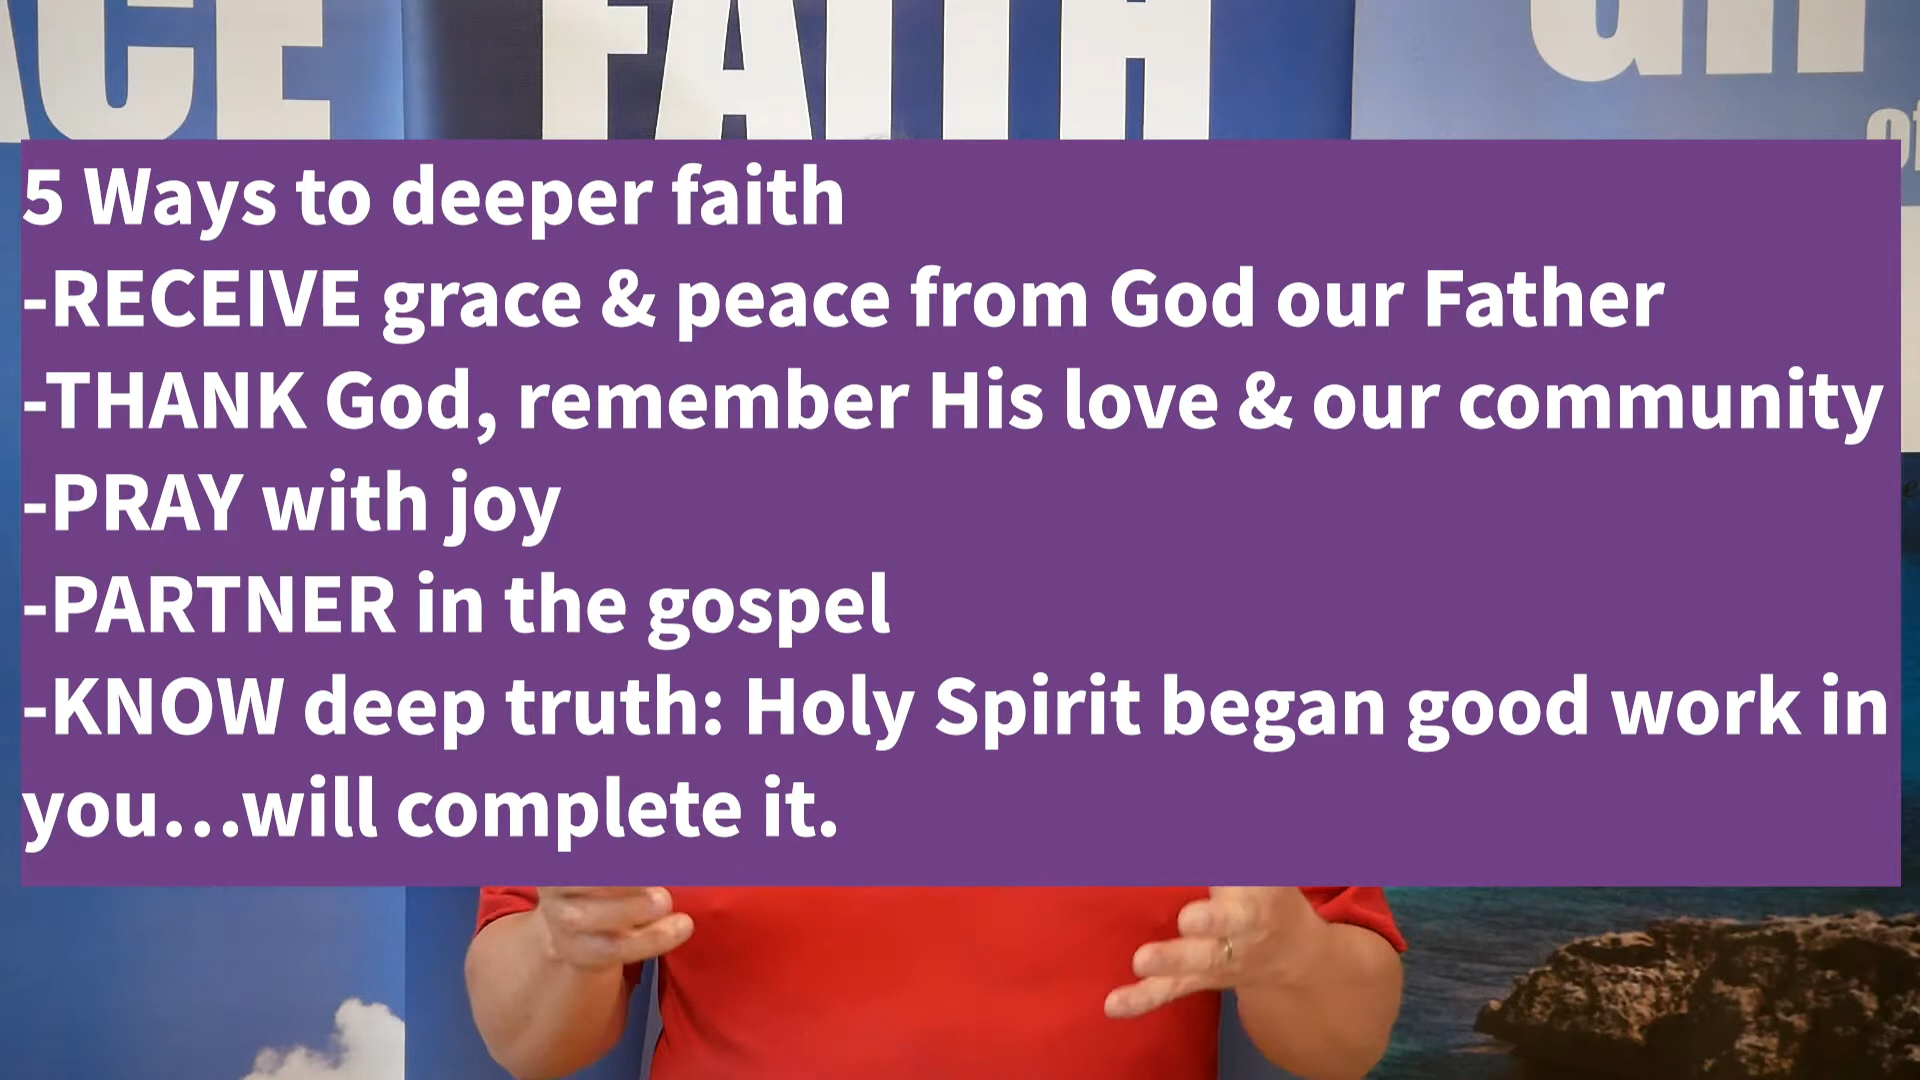 FAITH
5 Ways to deeper faith
-RECEIVE grace & peace from God our Father
-THANK God, remember His love & our community
-PRAY with joy
-PARTNER in the gospel
-KNOW deep truth: Holy Spirit began good work in
you…will complete it.